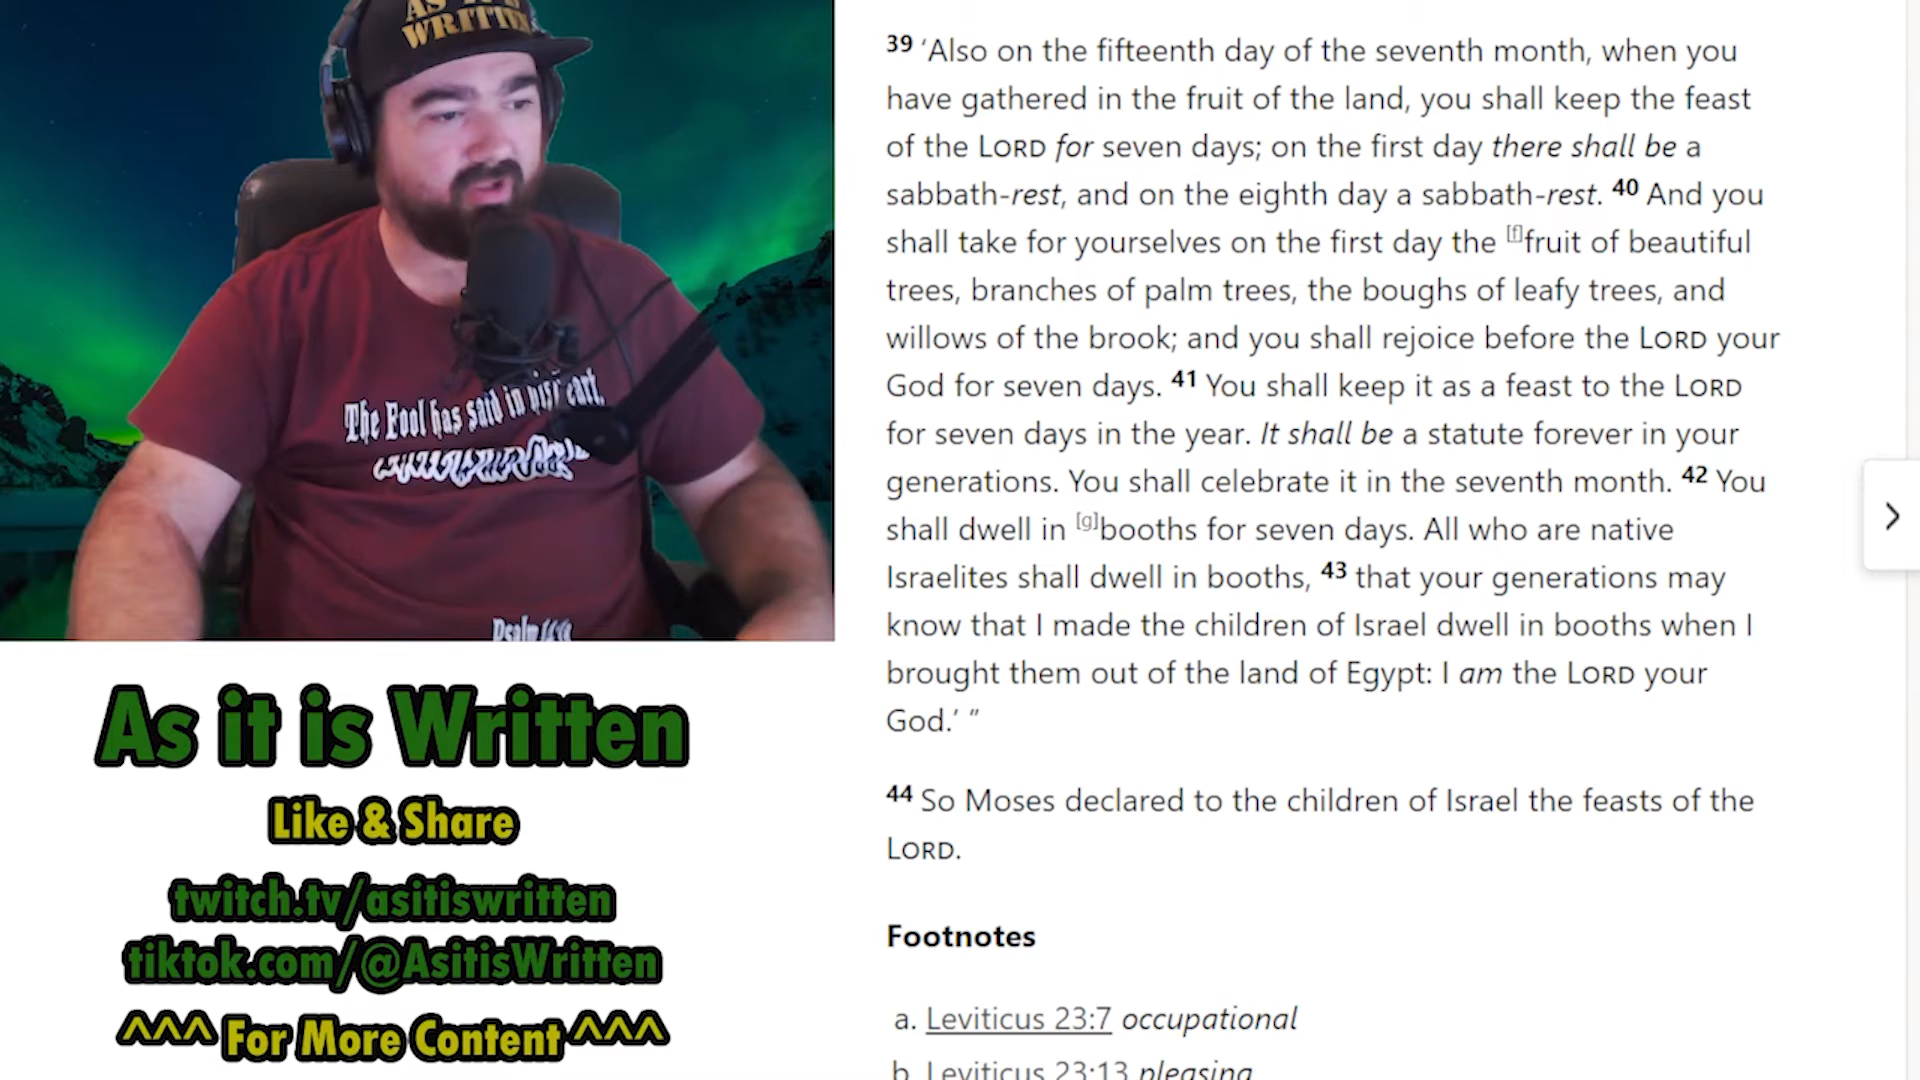 AS IT IS
WRITTEN
The Fool has said in his heart,
Psalm 14:1
As it is Written
Like & Share
twitch.tv/asitiswritten
tiktok.com/@AsitisWritten
^^^ For More Content ^^^
39 ‘Also on the fifteenth day of the seventh month, when you
have gathered in the fruit of the land, you shall keep the feast
of the LORD for seven days; on the first day there shall be a
sabbath-rest, and on the eighth day a sabbath-rest. 40 And you
shall take for yourselves on the first day the [f]fruit of beautiful
trees, branches of palm trees, the boughs of leafy trees, and
willows of the brook; and you shall rejoice before the LORD your
God for seven days. 41 You shall keep it as a feast to the LORD
for seven days in the year. It shall be a statute forever in your
generations. You shall celebrate it in the seventh month. 42 You
shall dwell in [g]booths for seven days. All who are native
Israelites shall dwell in booths, 43 that your generations may
know that I made the children of Israel dwell in booths when I
brought them out of the land of Egypt: I am the LORD your
God.’ ”
44 So Moses declared to the children of Israel the feasts of the
LORD.
Footnotes
a. Leviticus 23:7 occupational
b. Leviticus 23:13 pleasing